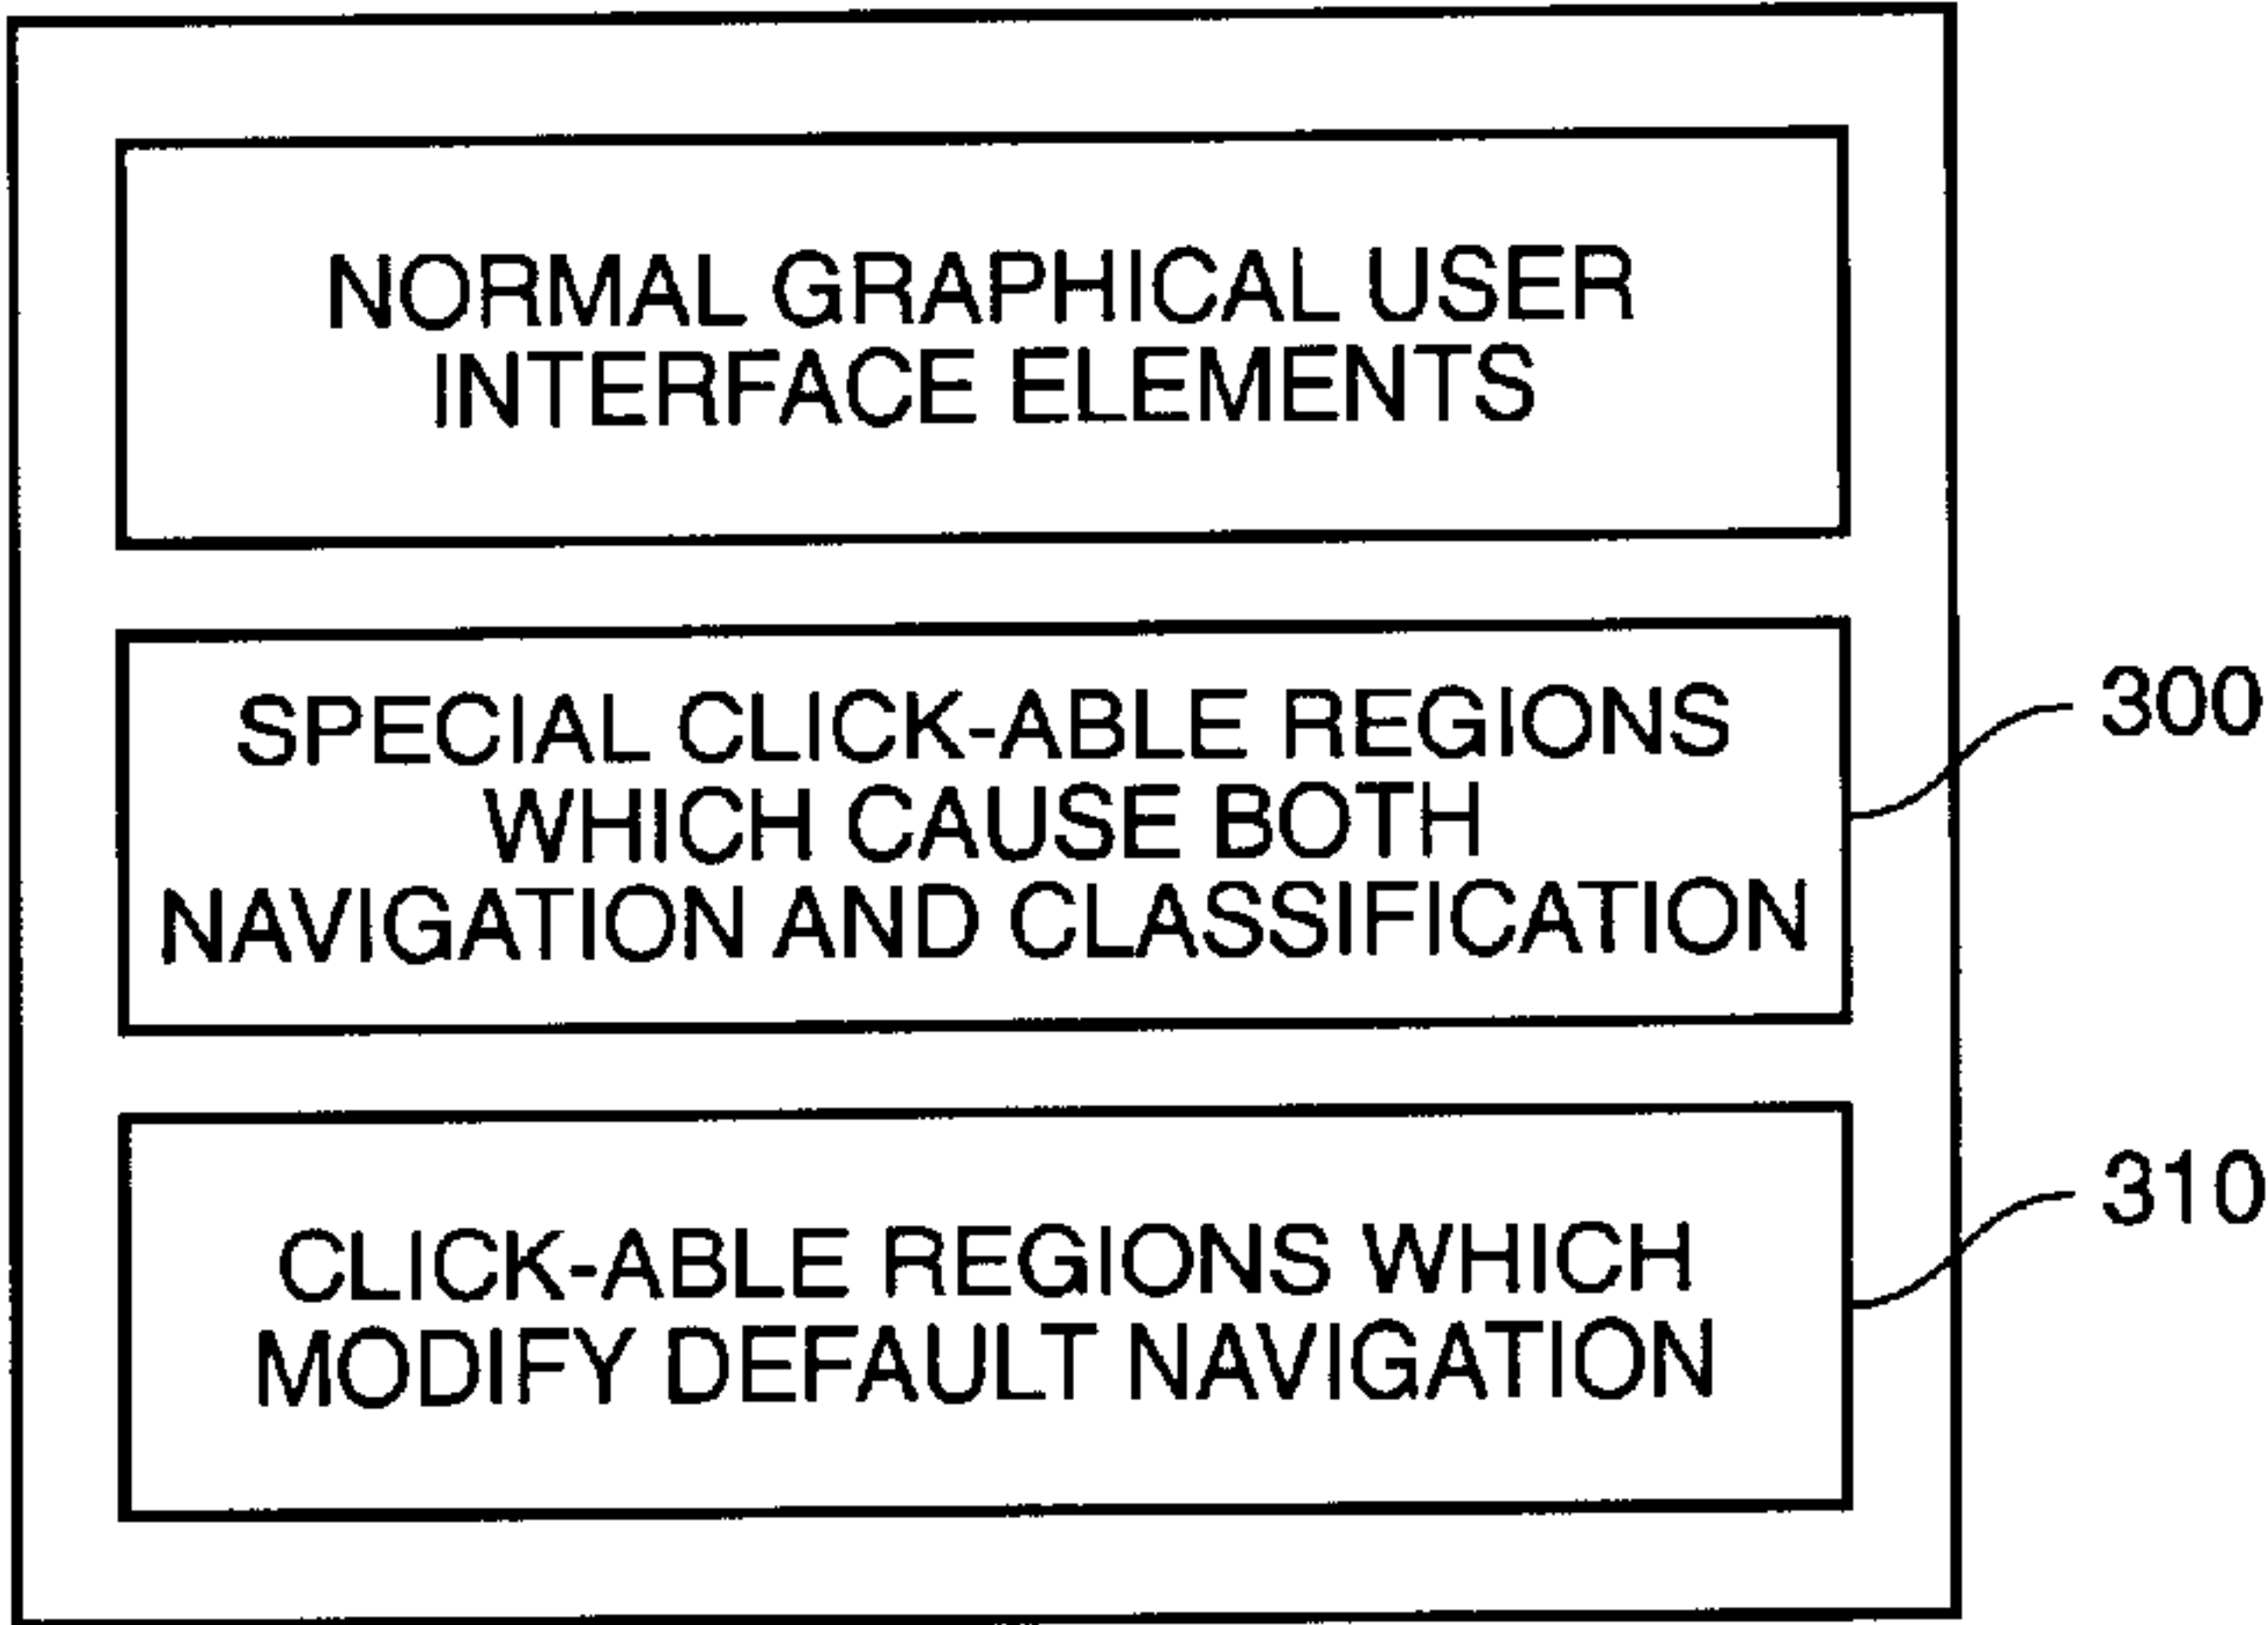 NORMAL GRAPHICAL USER
INTERFACE ELEMENTS
SPECIAL CLICK-ABLE REGIONS
WHICH CAUSE BOTH
NAVIGATION AND CLASSIFICATION
300
CLICK-ABLE REGIONS WHICH
MODIFY DEFAULT NAVIGATION
310